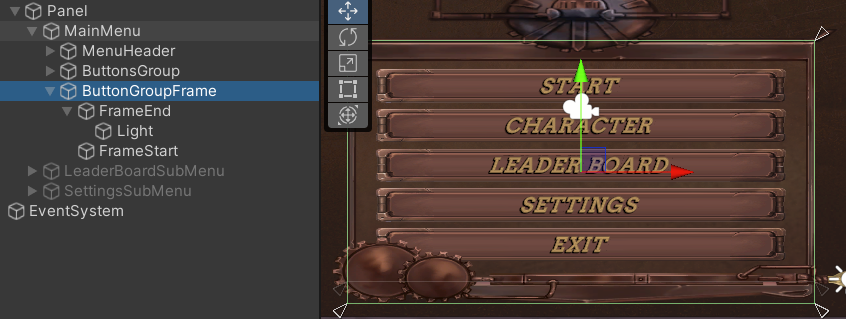 Panel
MainMenu
MenuHeader
ButtonsGroup
ButtonGroupFrame
FrameEnd
Light
FrameStart
LeaderBoardSubMenu
SettingsSubMenu
EventSystem
START
CHARACTER
LEADER BOARD
SETTINGS
EXIT